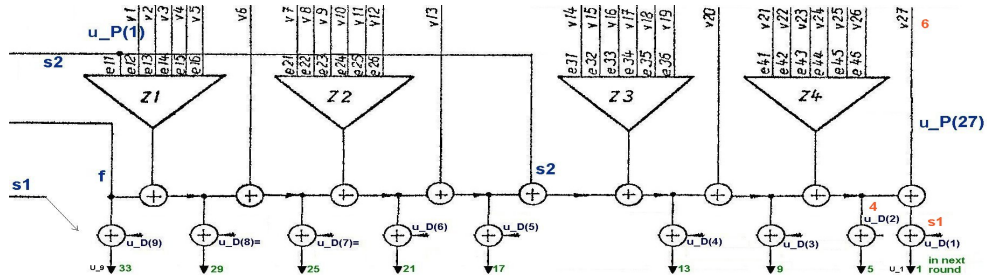 v1 v2 v3 v4 v5 v6 v7 v8 v9 v10 v11 v12 v13 v14 v15 v16 v17 v18 v19 v20 v21 v22 v23 v24 v25 v26 v27 6
u_P(1)
s2
e11 e12 e13 e14 e15 e16 e21 e22 e23 e24 e25 e26 e31 e32 e33 e34 e35 e36 e41 e42 e43 e44 e45 e46
Z1 Z2 Z3 Z4
u_P(27)
s1 f s2
+ + + + + + + + + +
4 s1
u_D(9) u_D(8)= u_D(7)= u_D(6) u_D(5) u_D(4) u_D(3) u_D(2) u_D(1)
+ + + + + + + + +
U_9 33 29 25 21 17 13 9 5 U_1 1 in next
round